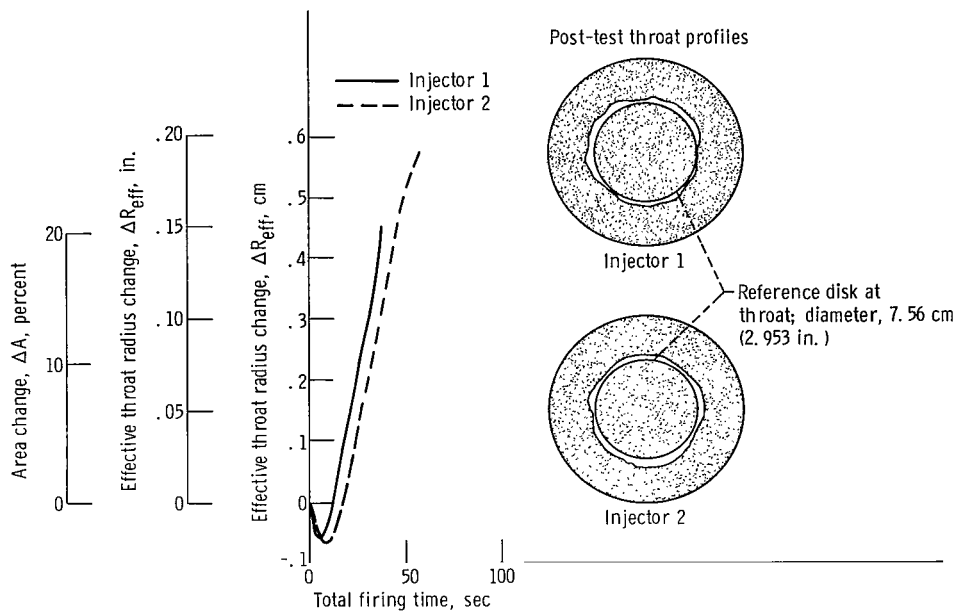 Post-test throat profiles
Injector 1
Injector 2
.20
.15
.10
.05
0
20
10
0
.6
.5
.4
.3
.2
.1
0
-.1
Area change, ΔA, percent
Effective throat radius change, ΔReff, in.
Effective throat radius change, ΔReff, cm
0
50
100
Total firing time, sec
Injector 1
Reference disk at
throat; diameter, 7.56 cm
(2.953 in.)
Injector 2